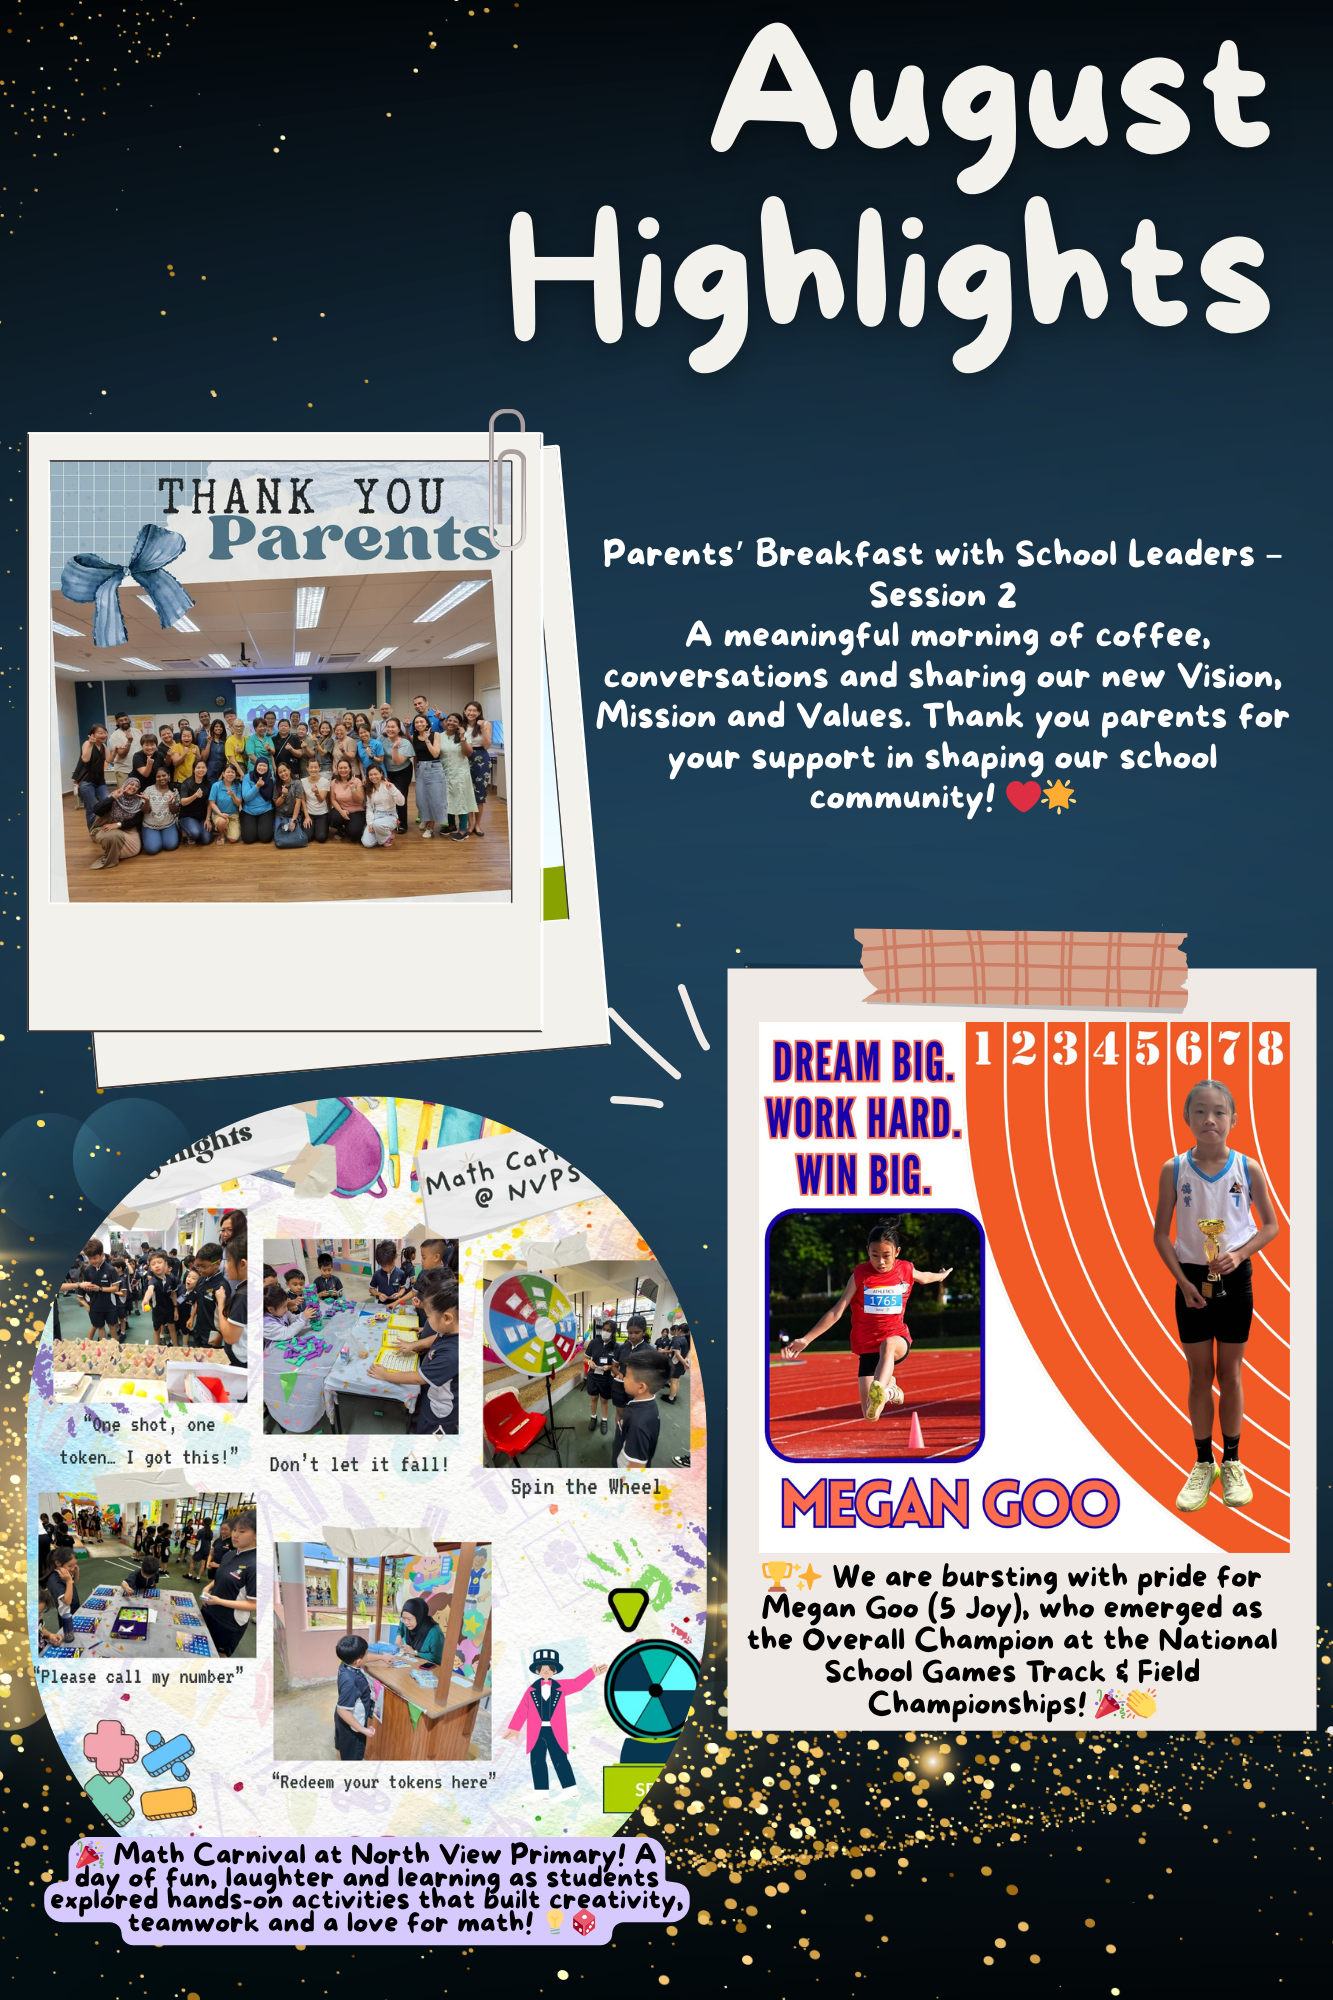 August
Highlights
THANK YOU
Parents
Parents' Breakfast with School Leaders –
Session 2
A meaningful morning of coffee,
conversations and sharing our new Vision,
Mission and Values. Thank you parents for
your support in shaping our school
community! ❤️🌟
DREAM BIG.
WORK HARD.
WIN BIG.
1 2 3 4 5 6 7 8
1765
7
MEGAN GOO
🏆✨ We are bursting with pride for
Megan Goo (5 Joy), who emerged as
the Overall Champion at the National
School Games Track & Field
Championships! 🎉👏
Math Carn
@ NVPS
"One shot, one
token… I got this!"
Don't let it fall!
Spin the Wheel
"Please call my number"
"Redeem your tokens here"
🎉 Math Carnival at North View Primary! A
day of fun, laughter and learning as students
explored hands-on activities that built creativity,
teamwork and a love for math! 💡🎲